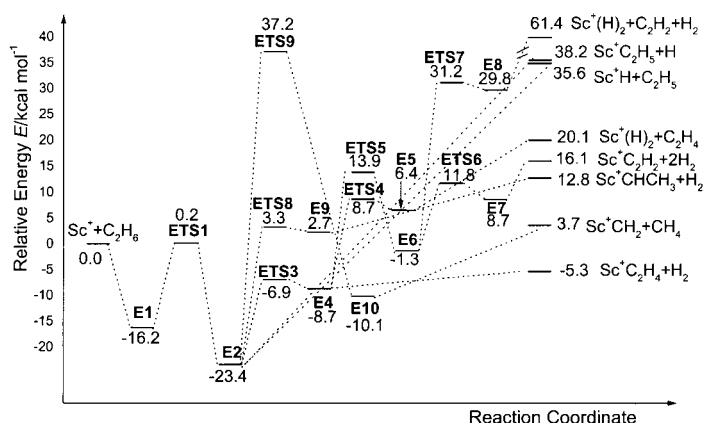 Relative Energy E/kcal mol⁻¹
40
35
30
25
20
15
10
5
0
-5
-10
-15
-20
Sc⁺+C₂H₆
0.0
E1
-16.2
0.2
ETS1
E2
-23.4
37.2
ETS9
ETS8
3.3
ETS3
-6.9
E9
2.7
E4
-8.7
ETS5
13.9
ETS4
8.7
E10
-10.1
E5
6.4
E6
-1.3
ETS7
31.2
ETS6
11.8
E8
29.8
E7
8.7
61.4 Sc⁺(H)₂+C₂H₂+H₂
38.2 Sc⁺C₂H₅+H
35.6 Sc⁺H+C₂H₅
20.1 Sc⁺(H)₂+C₂H₄
16.1 Sc⁺C₂H₂+2H₂
12.8 Sc⁺CHCH₃+H₂
3.7 Sc⁺CH₂+CH₄
-5.3 Sc⁺C₂H₄+H₂
Reaction Coordinate